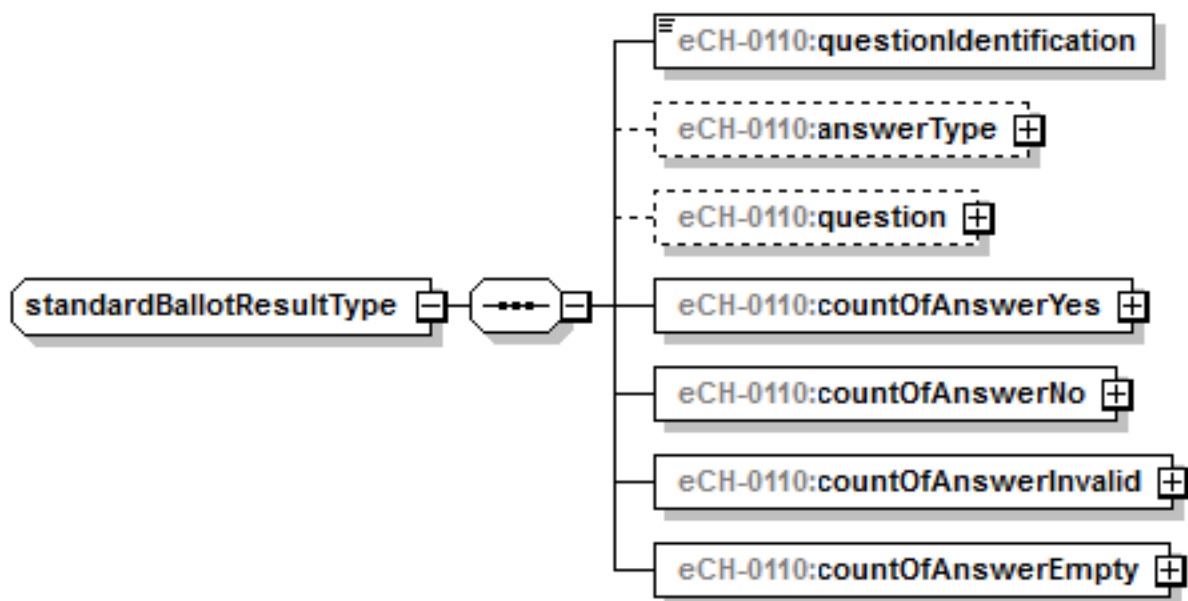 eCH-0110:questionIdentification
eCH-0110:answerType
eCH-0110:question
standardBallotResultType
eCH-0110:countOfAnswerYes
eCH-0110:countOfAnswerNo
eCH-0110:countOfAnswerInvalid
eCH-0110:countOfAnswerEmpty